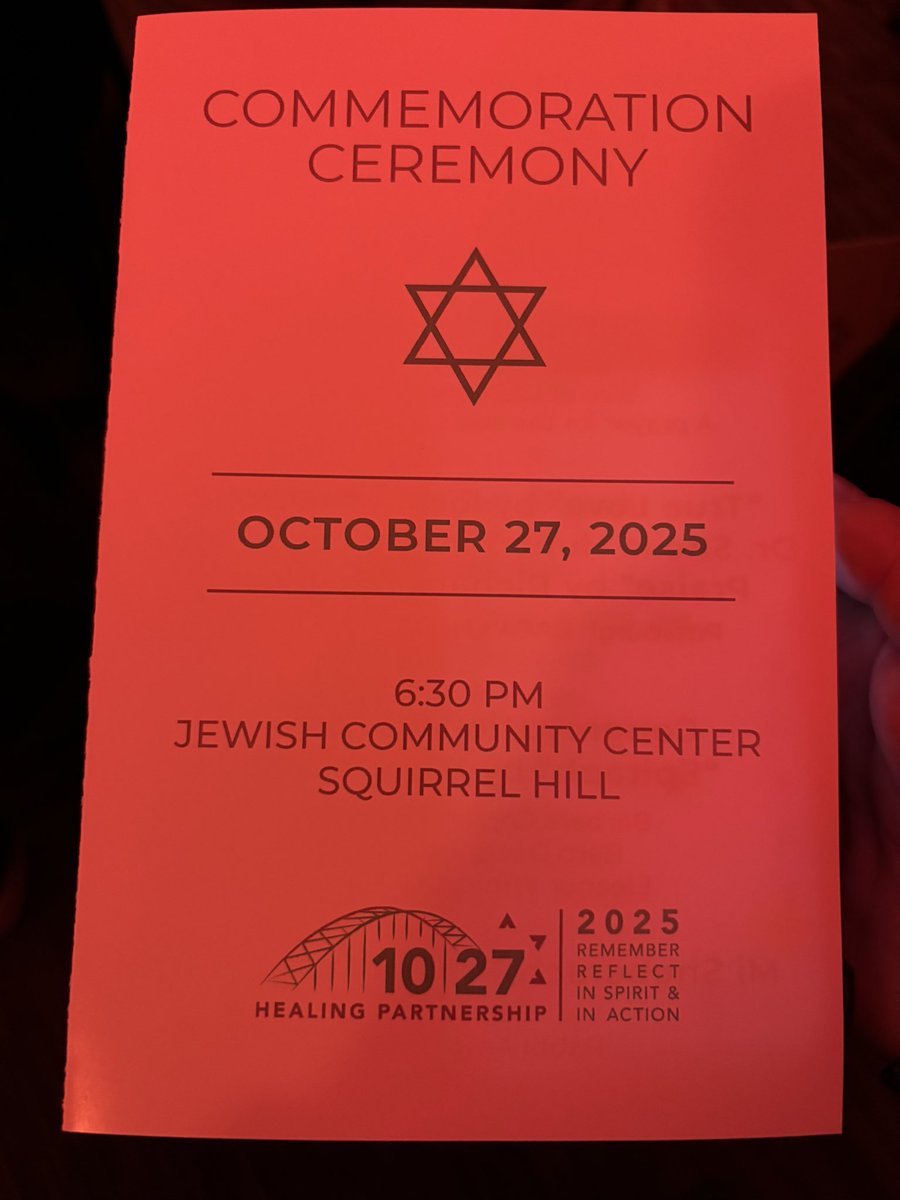 COMMEMORATION
CEREMONY
OCTOBER 27, 2025
6:30 PM
JEWISH COMMUNITY CENTER
SQUIRREL HILL
10 27
HEALING PARTNERSHIP
2025
REMEMBER
REFLECT
IN SPIRIT &
IN ACTION